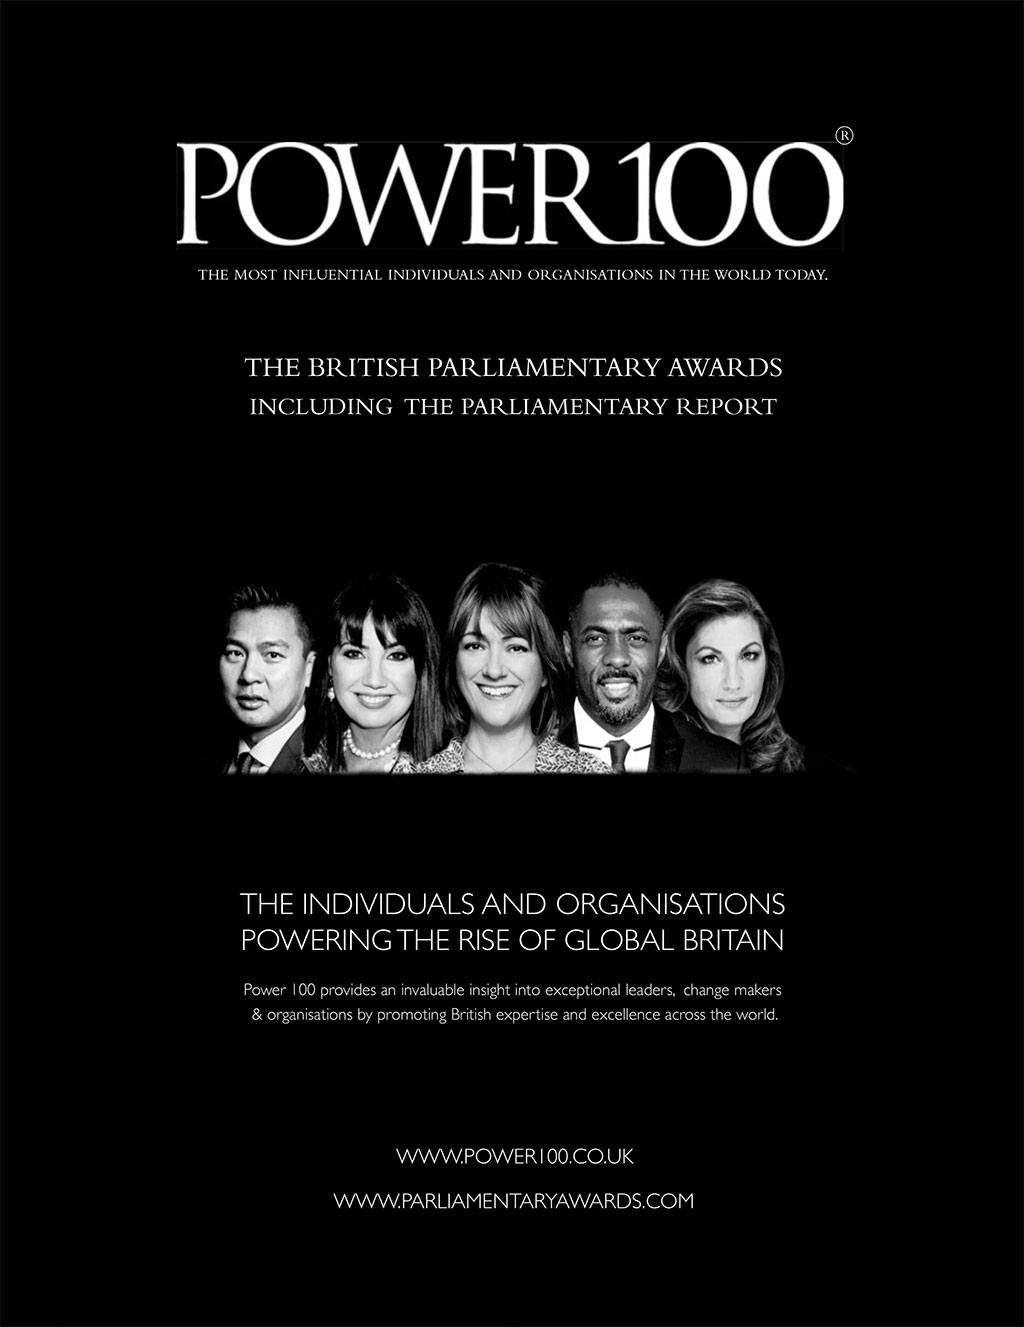 POWER100®
THE MOST INFLUENTIAL INDIVIDUALS AND ORGANISATIONS IN THE WORLD TODAY.
THE BRITISH PARLIAMENTARY AWARDS
INCLUDING THE PARLIAMENTARY REPORT
THE INDIVIDUALS AND ORGANISATIONS
POWERING THE RISE OF GLOBAL BRITAIN
Power 100 provides an invaluable insight into exceptional leaders, change makers
& organisations by promoting British expertise and excellence across the world.
WWW.POWER100.CO.UK
WWW.PARLIAMENTARYAWARDS.COM